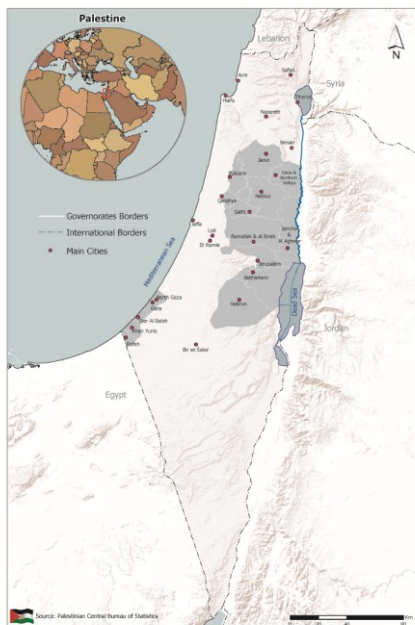 Palestine
N
Lebanon
Syria
Acre
Safad
Haifa
Tiberias
Nazareth
Beisan
Jenin
Tulkarm
Tubas & Northern Valleys
Nablus
Qalqiliya
Salfit
Jaffa
Lod
Er Ramle
Ramallah & Al Bireh
Jericho & Al Aghwar
Jerusalem
Bethlehem
Hebron
Dead Sea
Mediterranean Sea
North Gaza
Gaza
Deir Al Balah
Khan Yunis
Rafah
Bir as Saba'
Jordan
Egypt
Governorates Borders
International Borders
Main Cities
Source: Palestinian Central Bureau of Statistics
Km